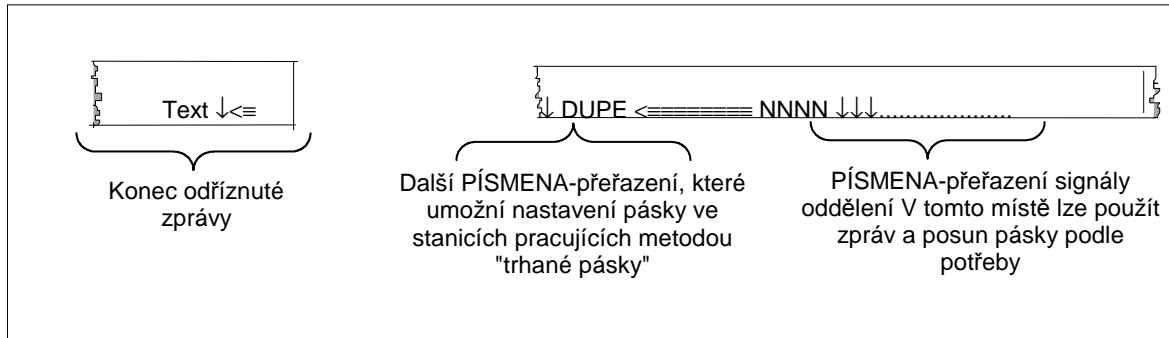 Text ↓<≡
Konec odříznuté
zprávy
↓ DUPE <≡≡≡≡≡≡≡≡ NNNN ↓↓↓...................
Další PÍSMENA-přeřazení, které
umožní nastavení pásky ve
stanicích pracujících metodou
"trhané pásky"
PÍSMENA-přeřazení signály
oddělení V tomto místě lze použít
zpráv a posun pásky podle
potřeby